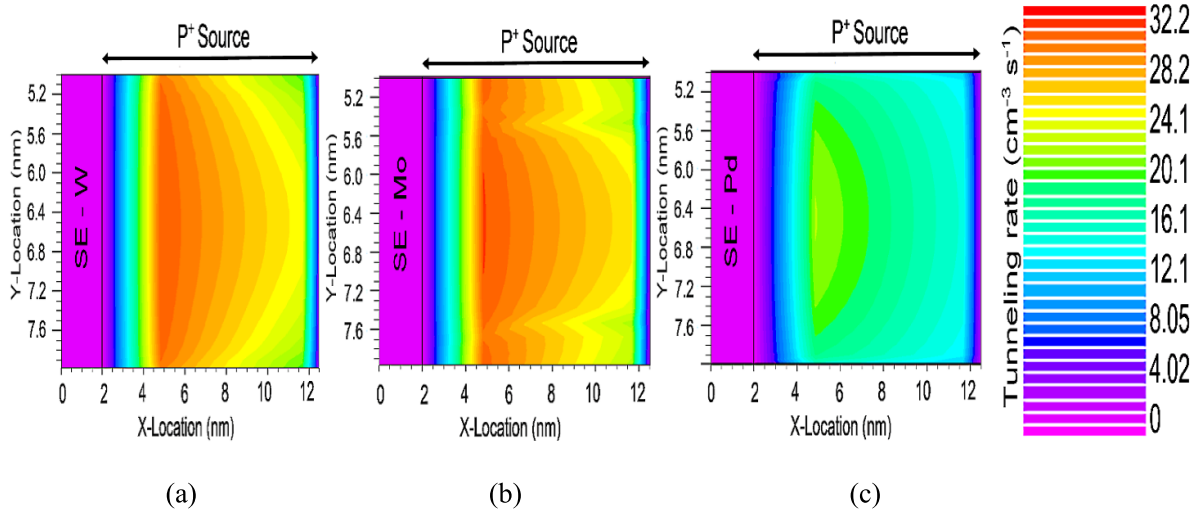 P+ Source
P+ Source
P+ Source
Y-Location (nm)
5.2
5.6
6.0
6.4
6.8
7.2
7.6
SE - W
0 2 4 6 8 10 12
X-Location (nm)
Y-Location (nm)
5.2
5.6
6.0
6.4
6.8
7.2
7.6
SE - Mo
0 2 4 6 8 10 12
X-Location (nm)
Y-Location (nm)
5.2
5.6
6.0
6.4
6.8
7.2
7.6
SE - Pd
0 2 4 6 8 10 12
X-Location (nm)
Tunneling rate (cm⁻³ s⁻¹)
32.2
28.2
24.1
20.1
16.1
12.1
8.05
4.02
0
(a) (b) (c)